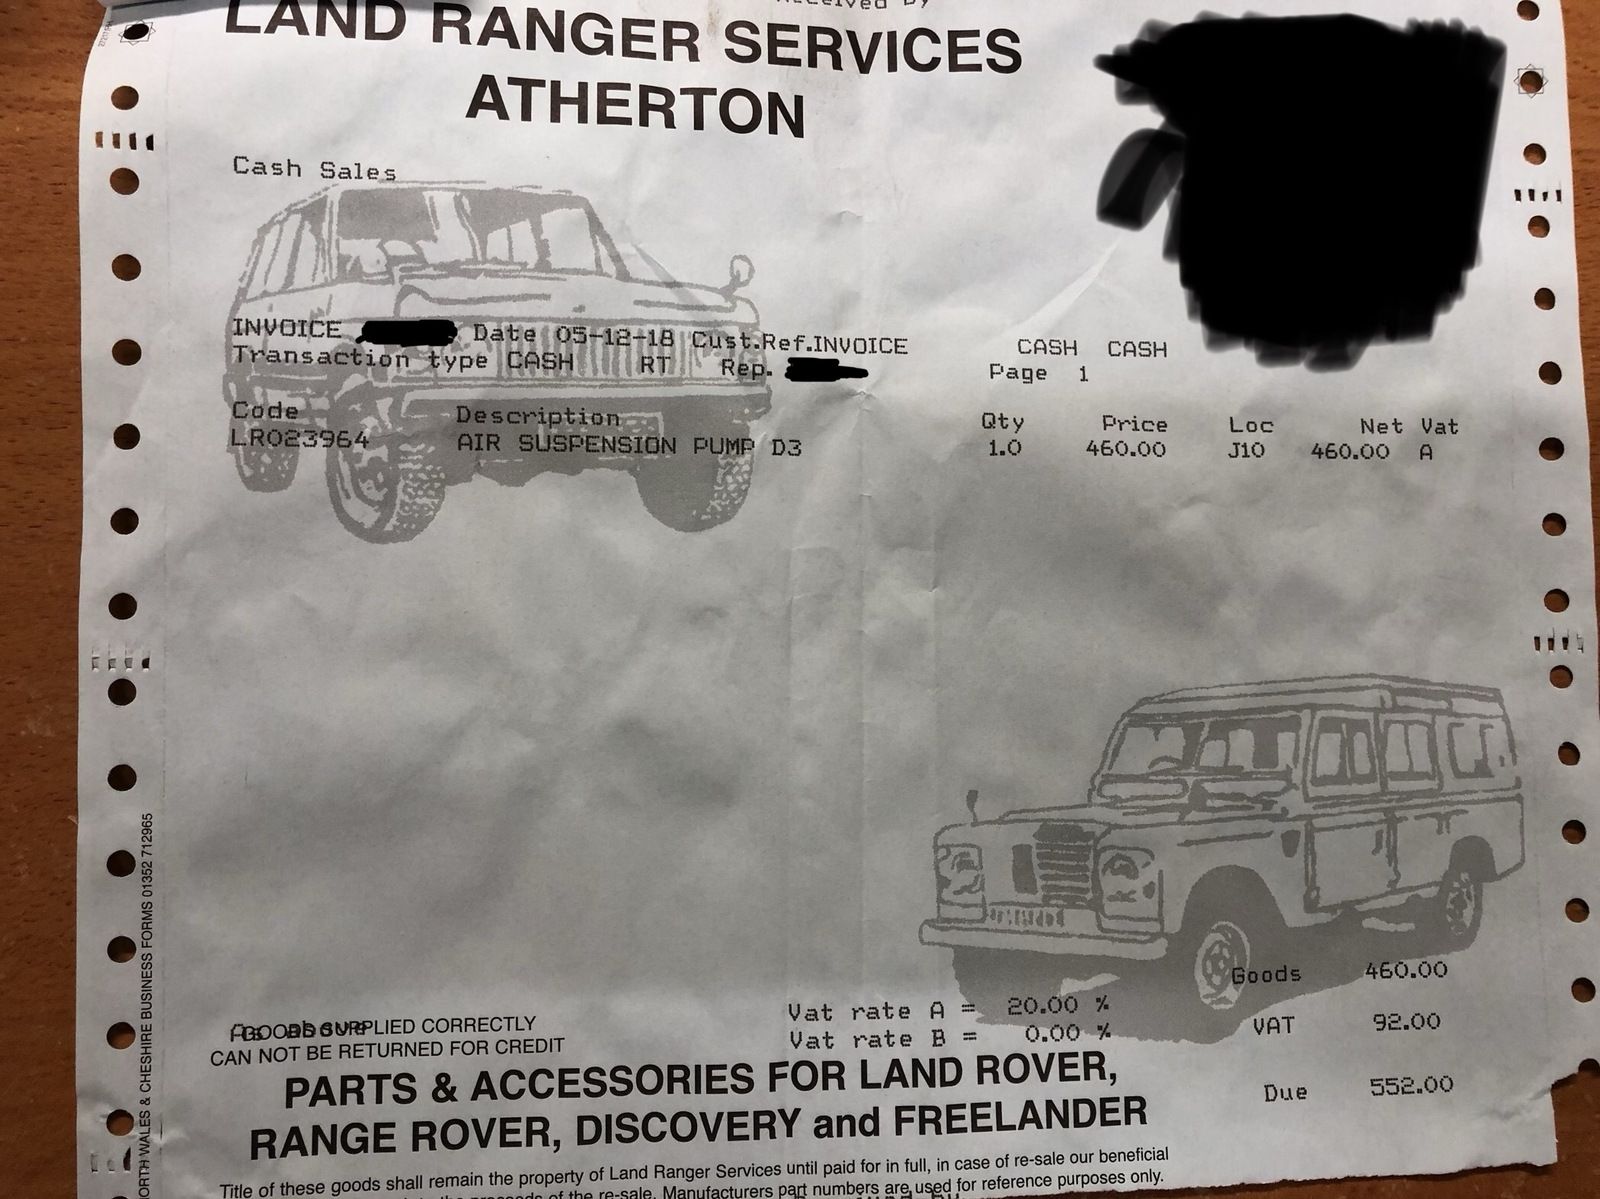 LAND RANGER SERVICES
ATHERTON
Cash Sales
INVOICE Date 05-12-18 Cust.Ref.INVOICE CASH CASH
Transaction type CASH RT Rep. Page 1
Code Description Qty Price Loc Net Vat
LR023964 AIR SUSPENSION PUMP D3 1.0 460.00 J10 460.00 A
Goods 460.00
Vat rate A = 20.00 %
Vat rate B = 0.00 %
VAT 92.00
Due 552.00
As above
GOODS SUPPLIED CORRECTLY
CAN NOT BE RETURNED FOR CREDIT
PARTS & ACCESSORIES FOR LAND ROVER,
RANGE ROVER, DISCOVERY and FREELANDER
Title of these goods shall remain the property of Land Ranger Services until paid for in full, in case of re-sale our beneficial
of the re-sale. Manufacturers part numbers are used for reference purposes only.
WALES & CHESHIRE BUSINESS FORMS 01352 712965